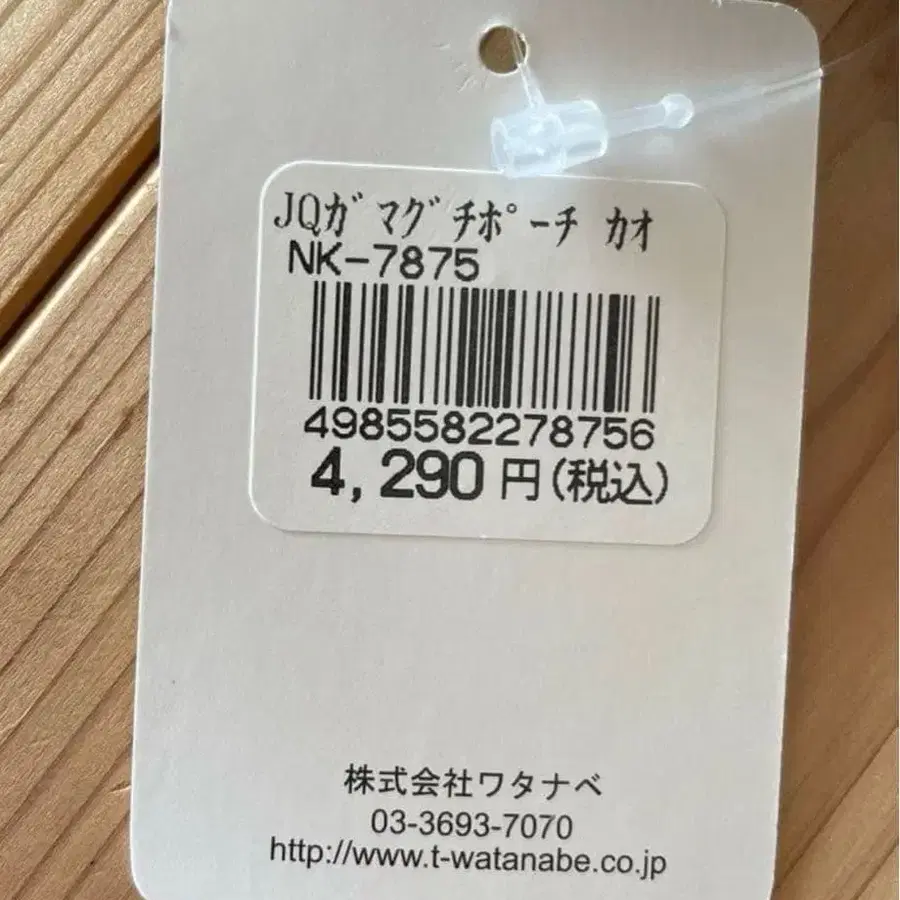 JQｶﾞﾏｸﾞﾁﾎﾟｰﾁ ｶｵ
NK-7875
4985582278756
4,290円(税込)
株式会社ワタナベ
03-3693-7070
http://www.t-watanabe.co.jp